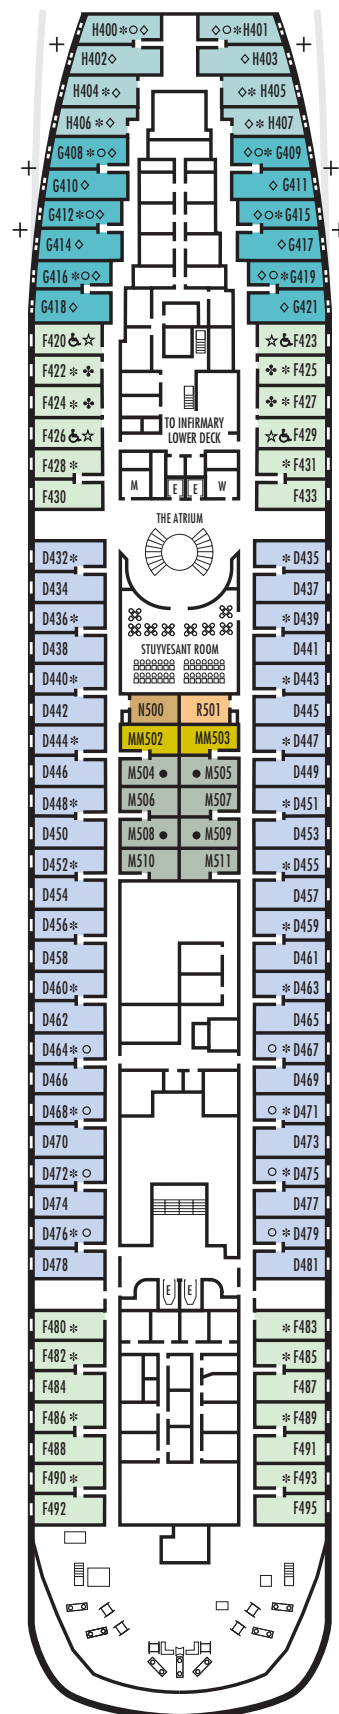 H400 *○◇ ◇○* H401
H402 ◇ ◇ H403
H404 * ◇ ◇ * H405
H406 * ◇ ◇ * H407
G408 *○◇ ◇○* G409
G410 ◇ ◇ G411
G412 *○◇ ◇○* G415
G414 ◇ ◇ G417
G416 *○◇ ◇○* G419
G418 ◇ ◇ G421
F420 ♿☆ ☆♿ F423
F422 * ✤ ✤ * F425
F424 * ✤ ✤ * F427
TO INFIRMARY
LOWER DECK
F426 ♿☆ ☆♿ F429
F428 * * F431
M E E W
F430 F433
THE ATRIUM
D432 * * D435
D434 D437
D436 * * D439
D438 STUYVESANT ROOM D441
D440 * * D443
D442 N500 R501 D445
D444 * MM502 MM503 * D447
D446 M504 ● ● M505 D449
D448 * M506 M507 * D451
D450 M508 ● ● M509 D453
D452 * M510 M511 * D455
D454 D457
D456 * * D459
D458 D461
D460 * * D463
D462 D465
D464 * ○ ○ * D467
D466 D469
D468 * ○ ○ * D471
D470 D473
D472 * ○ ○ * D475
D474 D477
D476 * ○ ○ * D479
D478 D481
E E
F480 * * F483
F482 * * F485
F484 F487
F486 * * F489
F488 F491
F490 * * F493
F492 F495